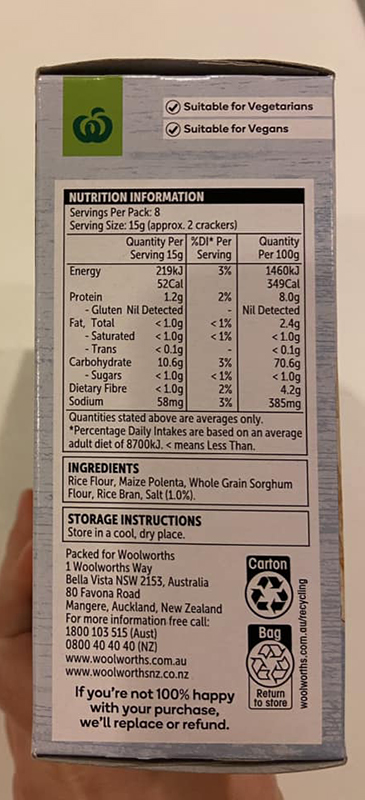 Suitable for Vegetarians
Suitable for Vegans
NUTRITION INFORMATION
Servings Per Pack: 8
Serving Size: 15g (approx. 2 crackers)
Quantity Per Serving 15g %DI* Per Serving Quantity Per 100g
Energy 219kJ 3% 1460kJ
52Cal 349Cal
Protein 1.2g 2% 8.0g
- Gluten Nil Detected - Nil Detected
Fat, Total < 1.0g < 1% 2.4g
- Saturated < 1.0g < 1% < 1.0g
- Trans < 0.1g - < 0.1g
Carbohydrate 10.6g 3% 70.6g
- Sugars < 1.0g < 1% < 1.0g
Dietary Fibre < 1.0g 2% 4.2g
Sodium 58mg 3% 385mg
Quantities stated above are averages only.
*Percentage Daily Intakes are based on an average
adult diet of 8700kJ. < means Less Than.
INGREDIENTS
Rice Flour, Maize Polenta, Whole Grain Sorghum
Flour, Rice Bran, Salt (1.0%).
STORAGE INSTRUCTIONS
Store in a cool, dry place.
Packed for Woolworths
1 Woolworths Way
Bella Vista NSW 2153, Australia
80 Favona Road
Mangere, Auckland, New Zealand
For more information free call:
1800 103 515 (Aust)
0800 40 40 40 (NZ)
www.woolworths.com.au
www.woolworthsnz.co.nz
If you're not 100% happy
with your purchase,
we'll replace or refund.
Carton
Bag
Return
to store
woolworths.com.au/recycling